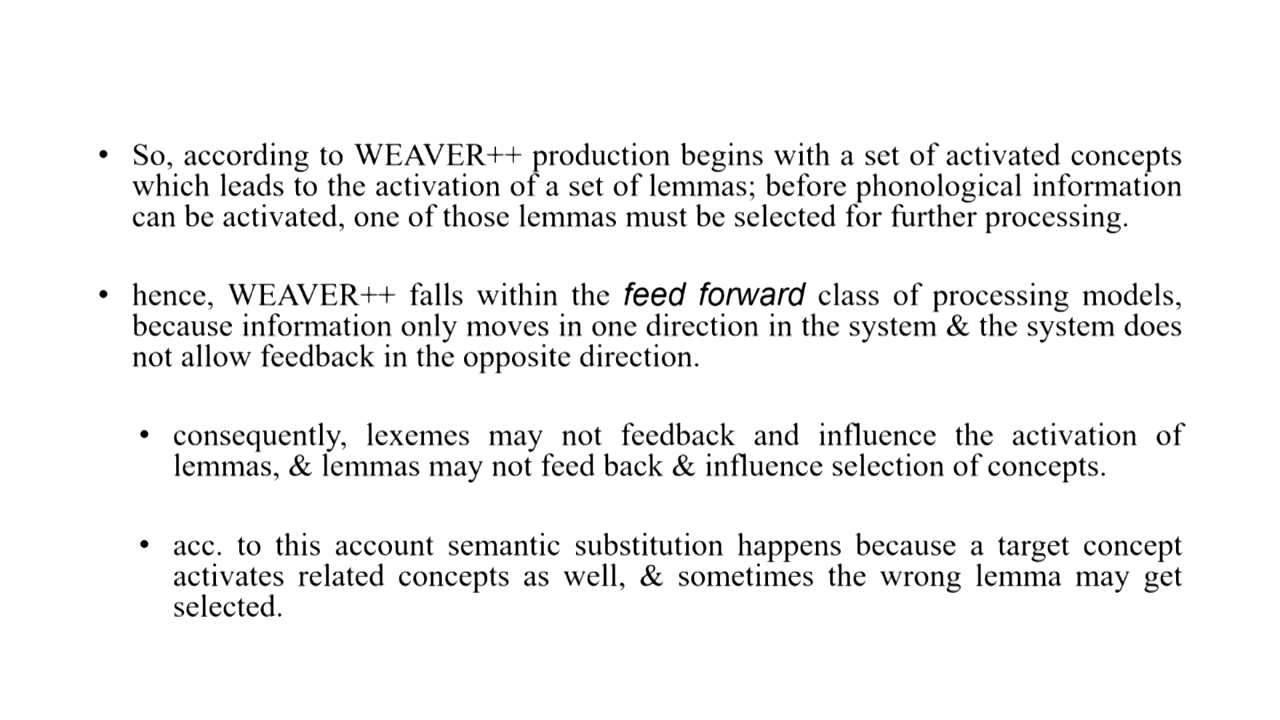 • So, according to WEAVER++ production begins with a set of activated concepts
which leads to the activation of a set of lemmas; before phonological information
can be activated, one of those lemmas must be selected for further processing.
• hence, WEAVER++ falls within the feed forward class of processing models,
because information only moves in one direction in the system & the system does
not allow feedback in the opposite direction.
• consequently, lexemes may not feedback and influence the activation of
lemmas, & lemmas may not feed back & influence selection of concepts.
• acc. to this account semantic substitution happens because a target concept
activates related concepts as well, & sometimes the wrong lemma may get
selected.